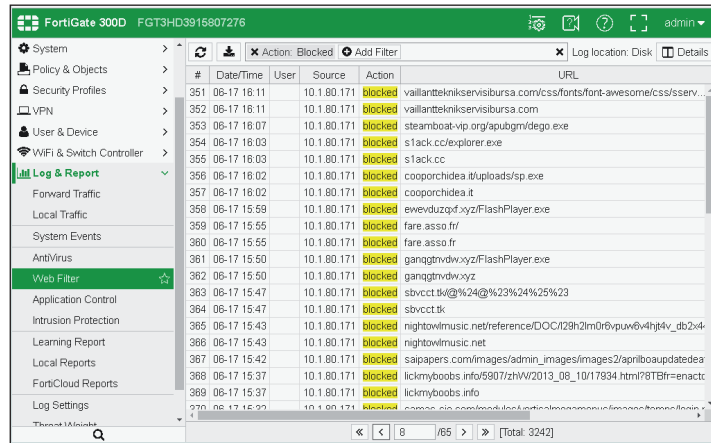 FortiGate 300D FGT3HD3915807276 admin
System
Policy & Objects
Security Profiles
VPN
User & Device
WiFi & Switch Controller
Log & Report
Forward Traffic
Local Traffic
System Events
AntiVirus
Web Filter
Application Control
Intrusion Protection
Learning Report
Local Reports
FortiCloud Reports
Log Settings
Threat Weight
Action: Blocked Add Filter Log location: Disk Details
# Date/Time User Source Action URL
351 06-17 16:11 10.1.80.171 blocked vaillantteknikservisibursa.com/css/fonts/font-awesome/css/sserv...
352 06-17 16:11 10.1.80.171 blocked vaillantteknikservisibursa.com
353 06-17 16:07 10.1.80.171 blocked steamboat-vip.org/apubgm/dego.exe
354 06-17 16:03 10.1.80.171 blocked s1ack.cc/explorer.exe
355 06-17 16:03 10.1.80.171 blocked s1ack.cc
356 06-17 16:02 10.1.80.171 blocked cooporchidea.it/uploads/sp.exe
357 06-17 16:02 10.1.80.171 blocked cooporchidea.it
358 06-17 15:59 10.1.80.171 blocked ewevduzqxf.xyz/FlashPlayer.exe
359 06-17 15:55 10.1.80.171 blocked fare.asso.fr/
360 06-17 15:55 10.1.80.171 blocked fare.asso.fr
361 06-17 15:50 10.1.80.171 blocked ganqgtnvdw.xyz/FlashPlayer.exe
362 06-17 15:50 10.1.80.171 blocked ganqgtnvdw.xyz
363 06-17 15:47 10.1.80.171 blocked sbvcct.tk/@%24@%23%24%25%23
364 06-17 15:47 10.1.80.171 blocked sbvcct.tk
365 06-17 15:43 10.1.80.171 blocked nightowlmusic.net/reference/DOC/l29h2lm0r6vpuw6v4hjt4v_db2x4
366 06-17 15:43 10.1.80.171 blocked nightowlmusic.net
367 06-17 15:42 10.1.80.171 blocked saipapers.com/images/admin_images/images2/aprilboaupdatedea
368 06-17 15:37 10.1.80.171 blocked lickmyboobs.info/5907/zhW/2013_08_10/17934.html?8TBfr=enactc
369 06-17 15:37 10.1.80.171 blocked lickmyboobs.info
370 06-17 15:32 10.1.80.171 blocked
8 /65 [Total: 3242]